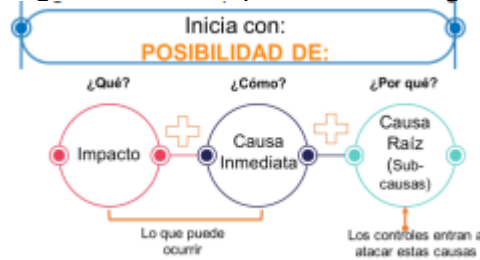 Inicia con:
POSIBILIDAD DE:
¿Qué?
¿Cómo?
¿Por qué?
Impacto
Causa
Inmediata
Causa
Raíz
(Sub-
causas)
Lo que puede
ocurrir
Los controles entran a
atacar estas causas